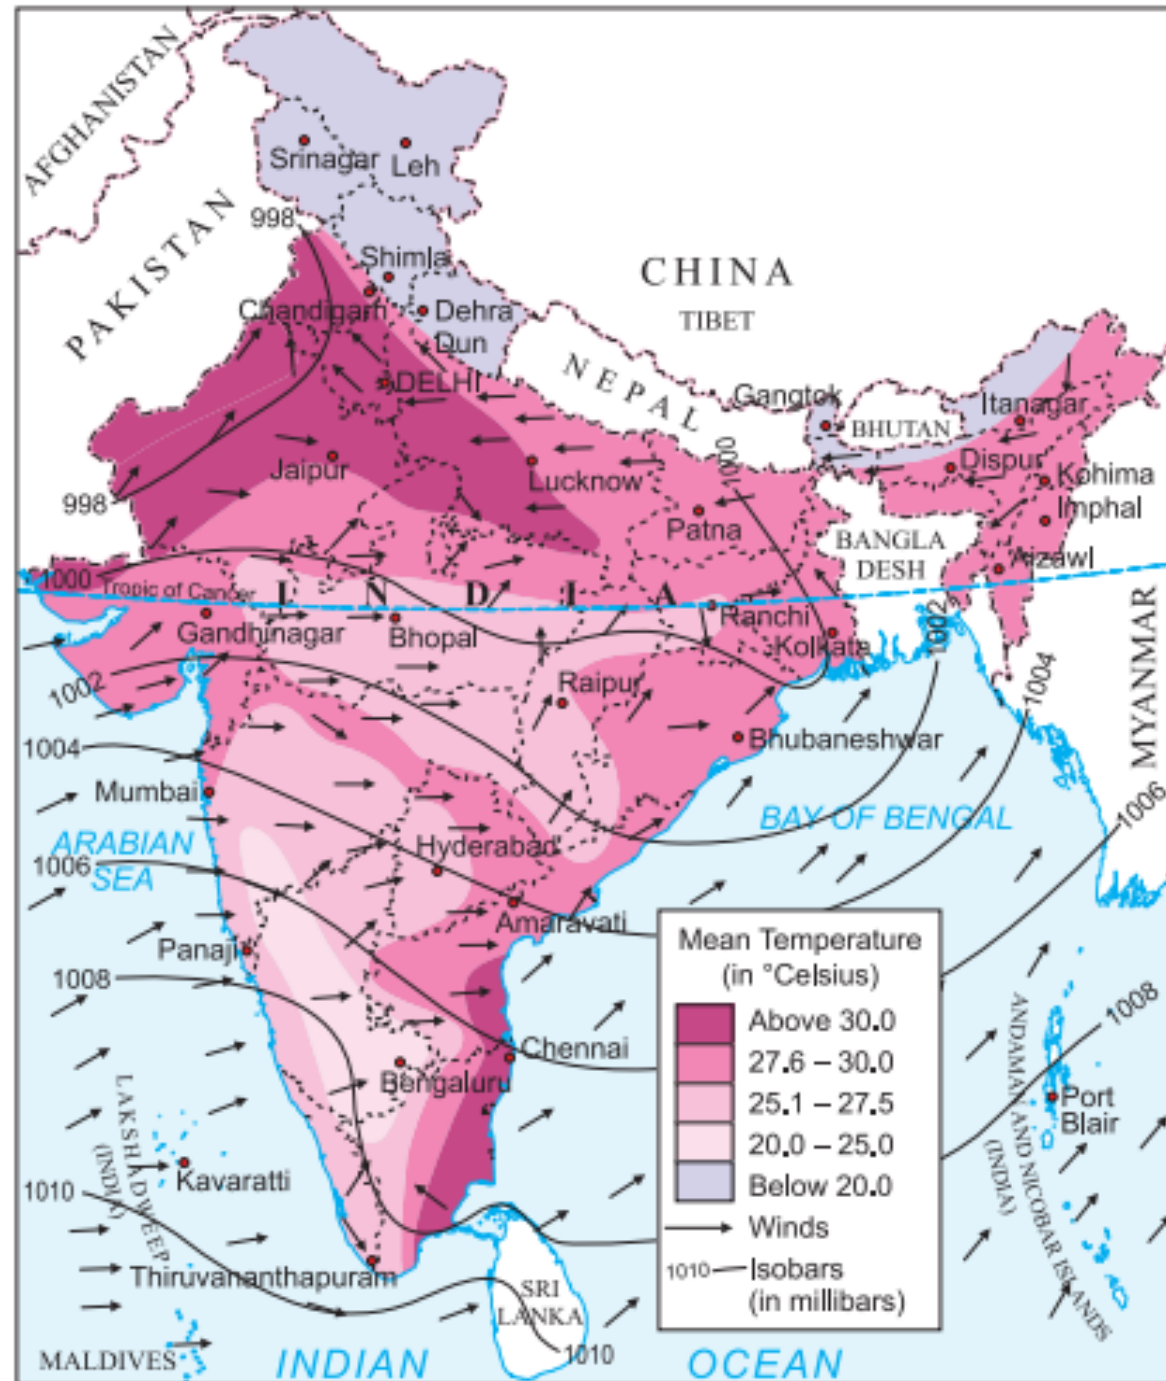 AFGHANISTAN
PAKISTAN
Srinagar
Leh
998
Shimla
CHINA
TIBET
Chandigarh
Dehra
Dun
NEPAL
DELHI
Gangtok
BHUTAN
Itanagar
Jaipur
Lucknow
1000
Dispur
Kohima
998
Patna
Imphal
BANGLA
DESH
Aizawl
1000
Tropic of Cancer
INDIA
Gandhinagar
Bhopal
Ranchi
Kolkata
1002
1002
Raipur
1004
MYANMAR
1004
Bhubaneshwar
Mumbai
BAY OF BENGAL
1006
ARABIAN
SEA
Hyderabad
1006
Amaravati
Panaji
1008
1008
Chennai
Bengaluru
Port
Blair
ANDAMAN AND NICOBAR ISLANDS
(INDIA)
LAKSHADWEEP
(INDIA)
Kavaratti
1010
Thiruvananthapuram
SRI
LANKA
1010
MALDIVES
INDIAN OCEAN
Mean Temperature
(in °Celsius)
Above 30.0
27.6 – 30.0
25.1 – 27.5
20.0 – 25.0
Below 20.0
Winds
1010 Isobars
(in millibars)